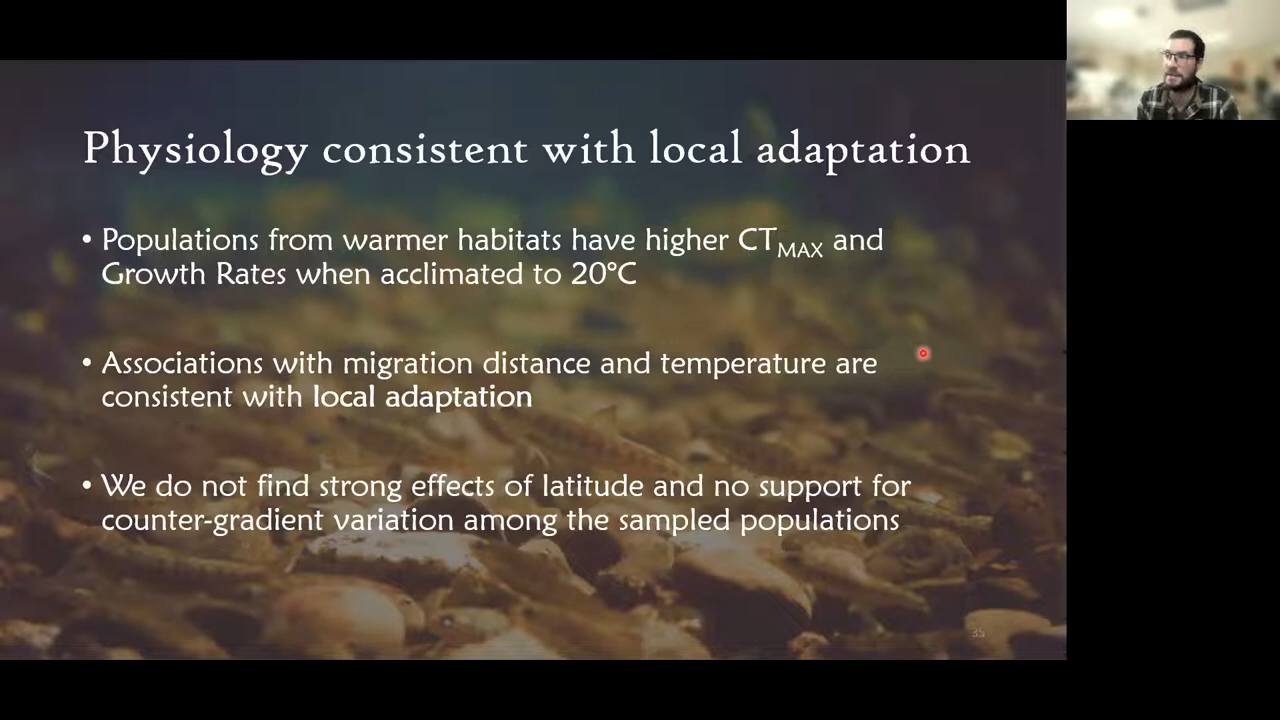 Physiology consistent with local adaptation
• Populations from warmer habitats have higher CTMAX and
Growth Rates when acclimated to 20°C
• Associations with migration distance and temperature are
consistent with local adaptation
• We do not find strong effects of latitude and no support for
counter-gradient variation among the sampled populations
35